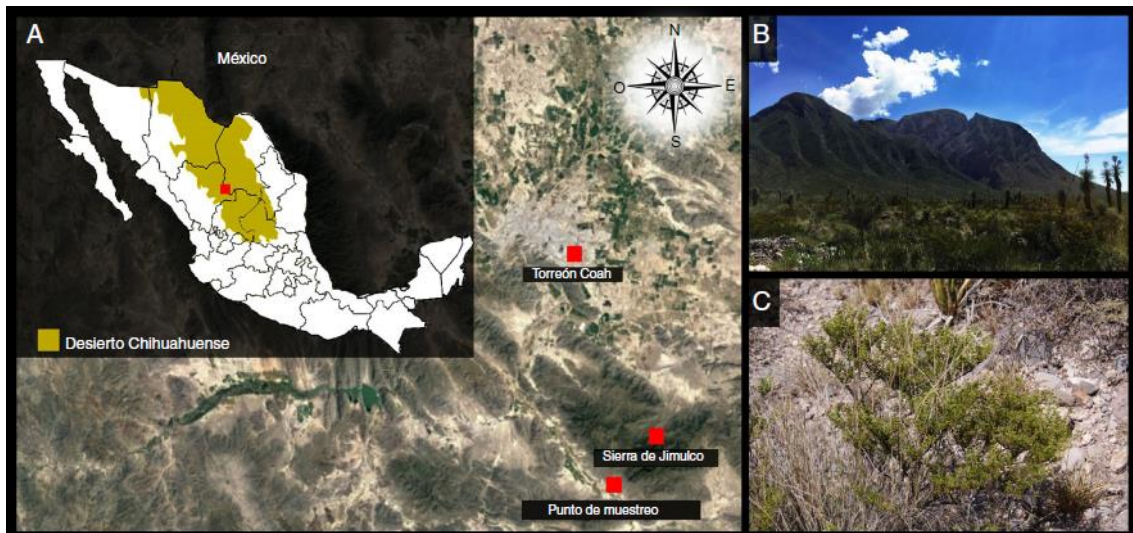 A
México
N
O
E
S
Torreón Coah
Desierto Chihuahuense
Sierra de Jimulco
Punto de muestreo
B
C